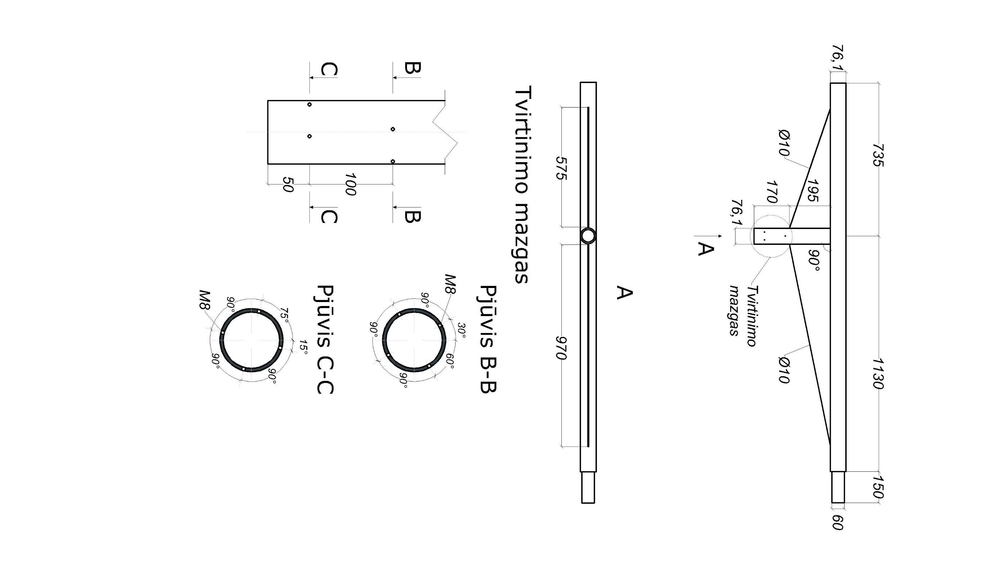 735
1130
150
76,1
60
Ø10
195
170
90°
Ø10
76,1
Tvirtinimo
mazgas
A
A
575
970
Tvirtinimo mazgas
B
B
C
C
100
50
Pjūvis B-B
M8
90°
30°
60°
90°
90°
Pjūvis C-C
M8
90°
75°
15°
90°
90°